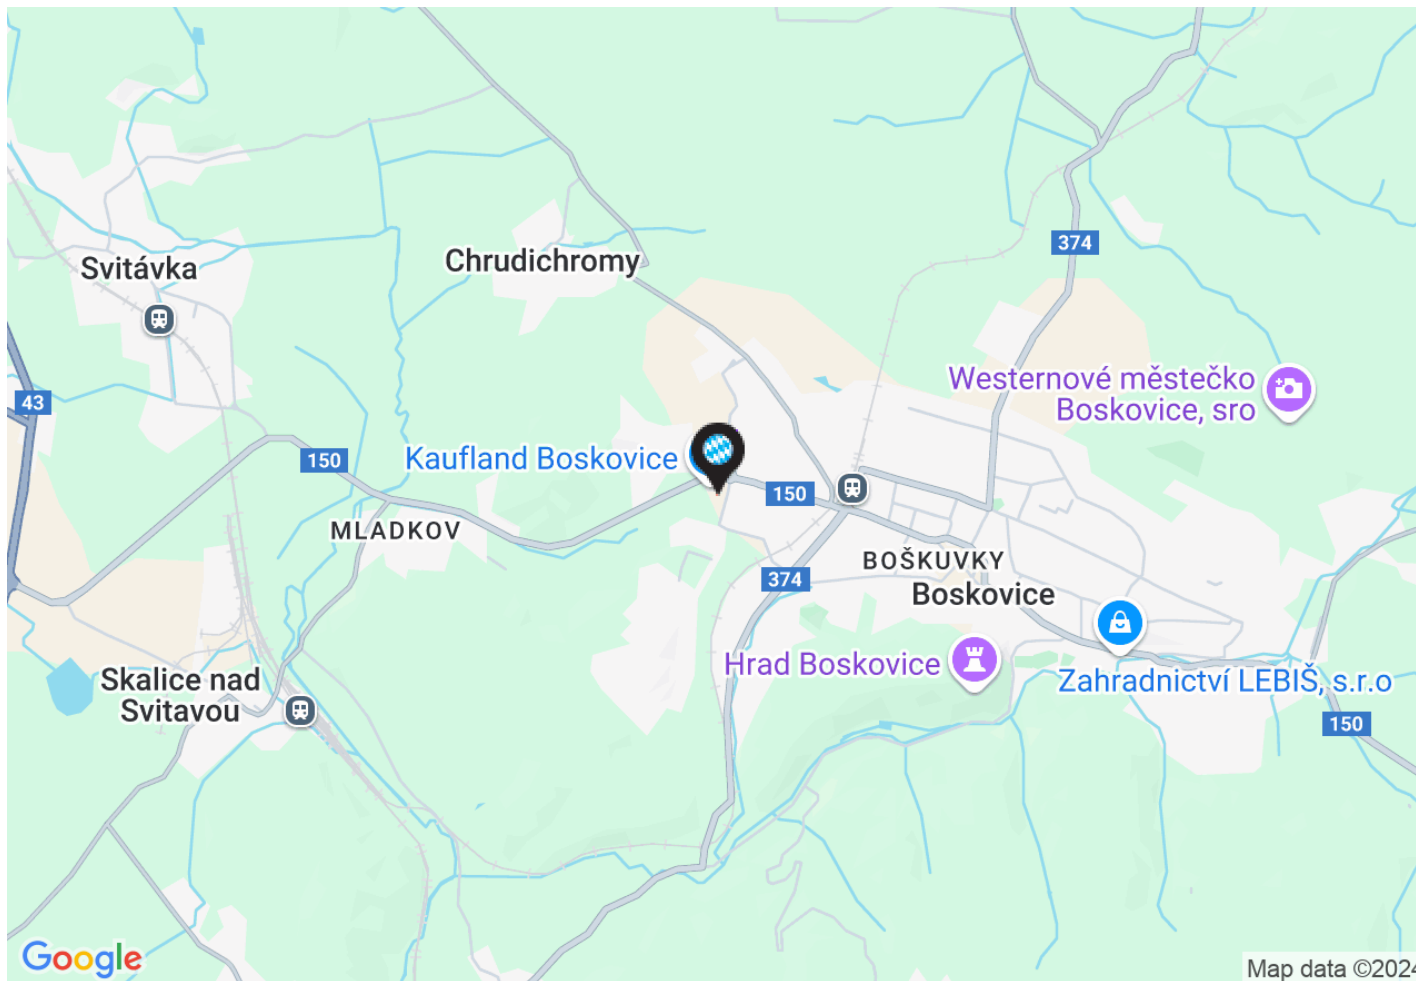 374
Chrudichromy
Svitávka
Westernové městečko
Boskovice, sro
43
Kaufland Boskovice
150
150
MLADKOV
BOŠKUVKY
374
Boskovice
Hrad Boskovice
Zahradnictví LEBIŠ, s.r.o
Skalice nad
Svitavou
150
Google
Map data ©2024